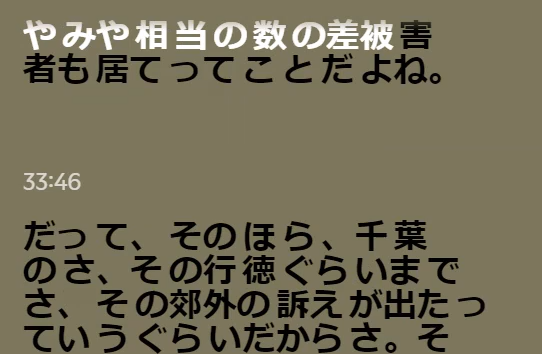 やみや相当の数の差被害
者も居てってことだよね。
33:46
だって、そのほら、千葉
のさ、その行徳ぐらいまで
さ、その郊外の訴えが出たっ
ていうぐらいだからさ。そ